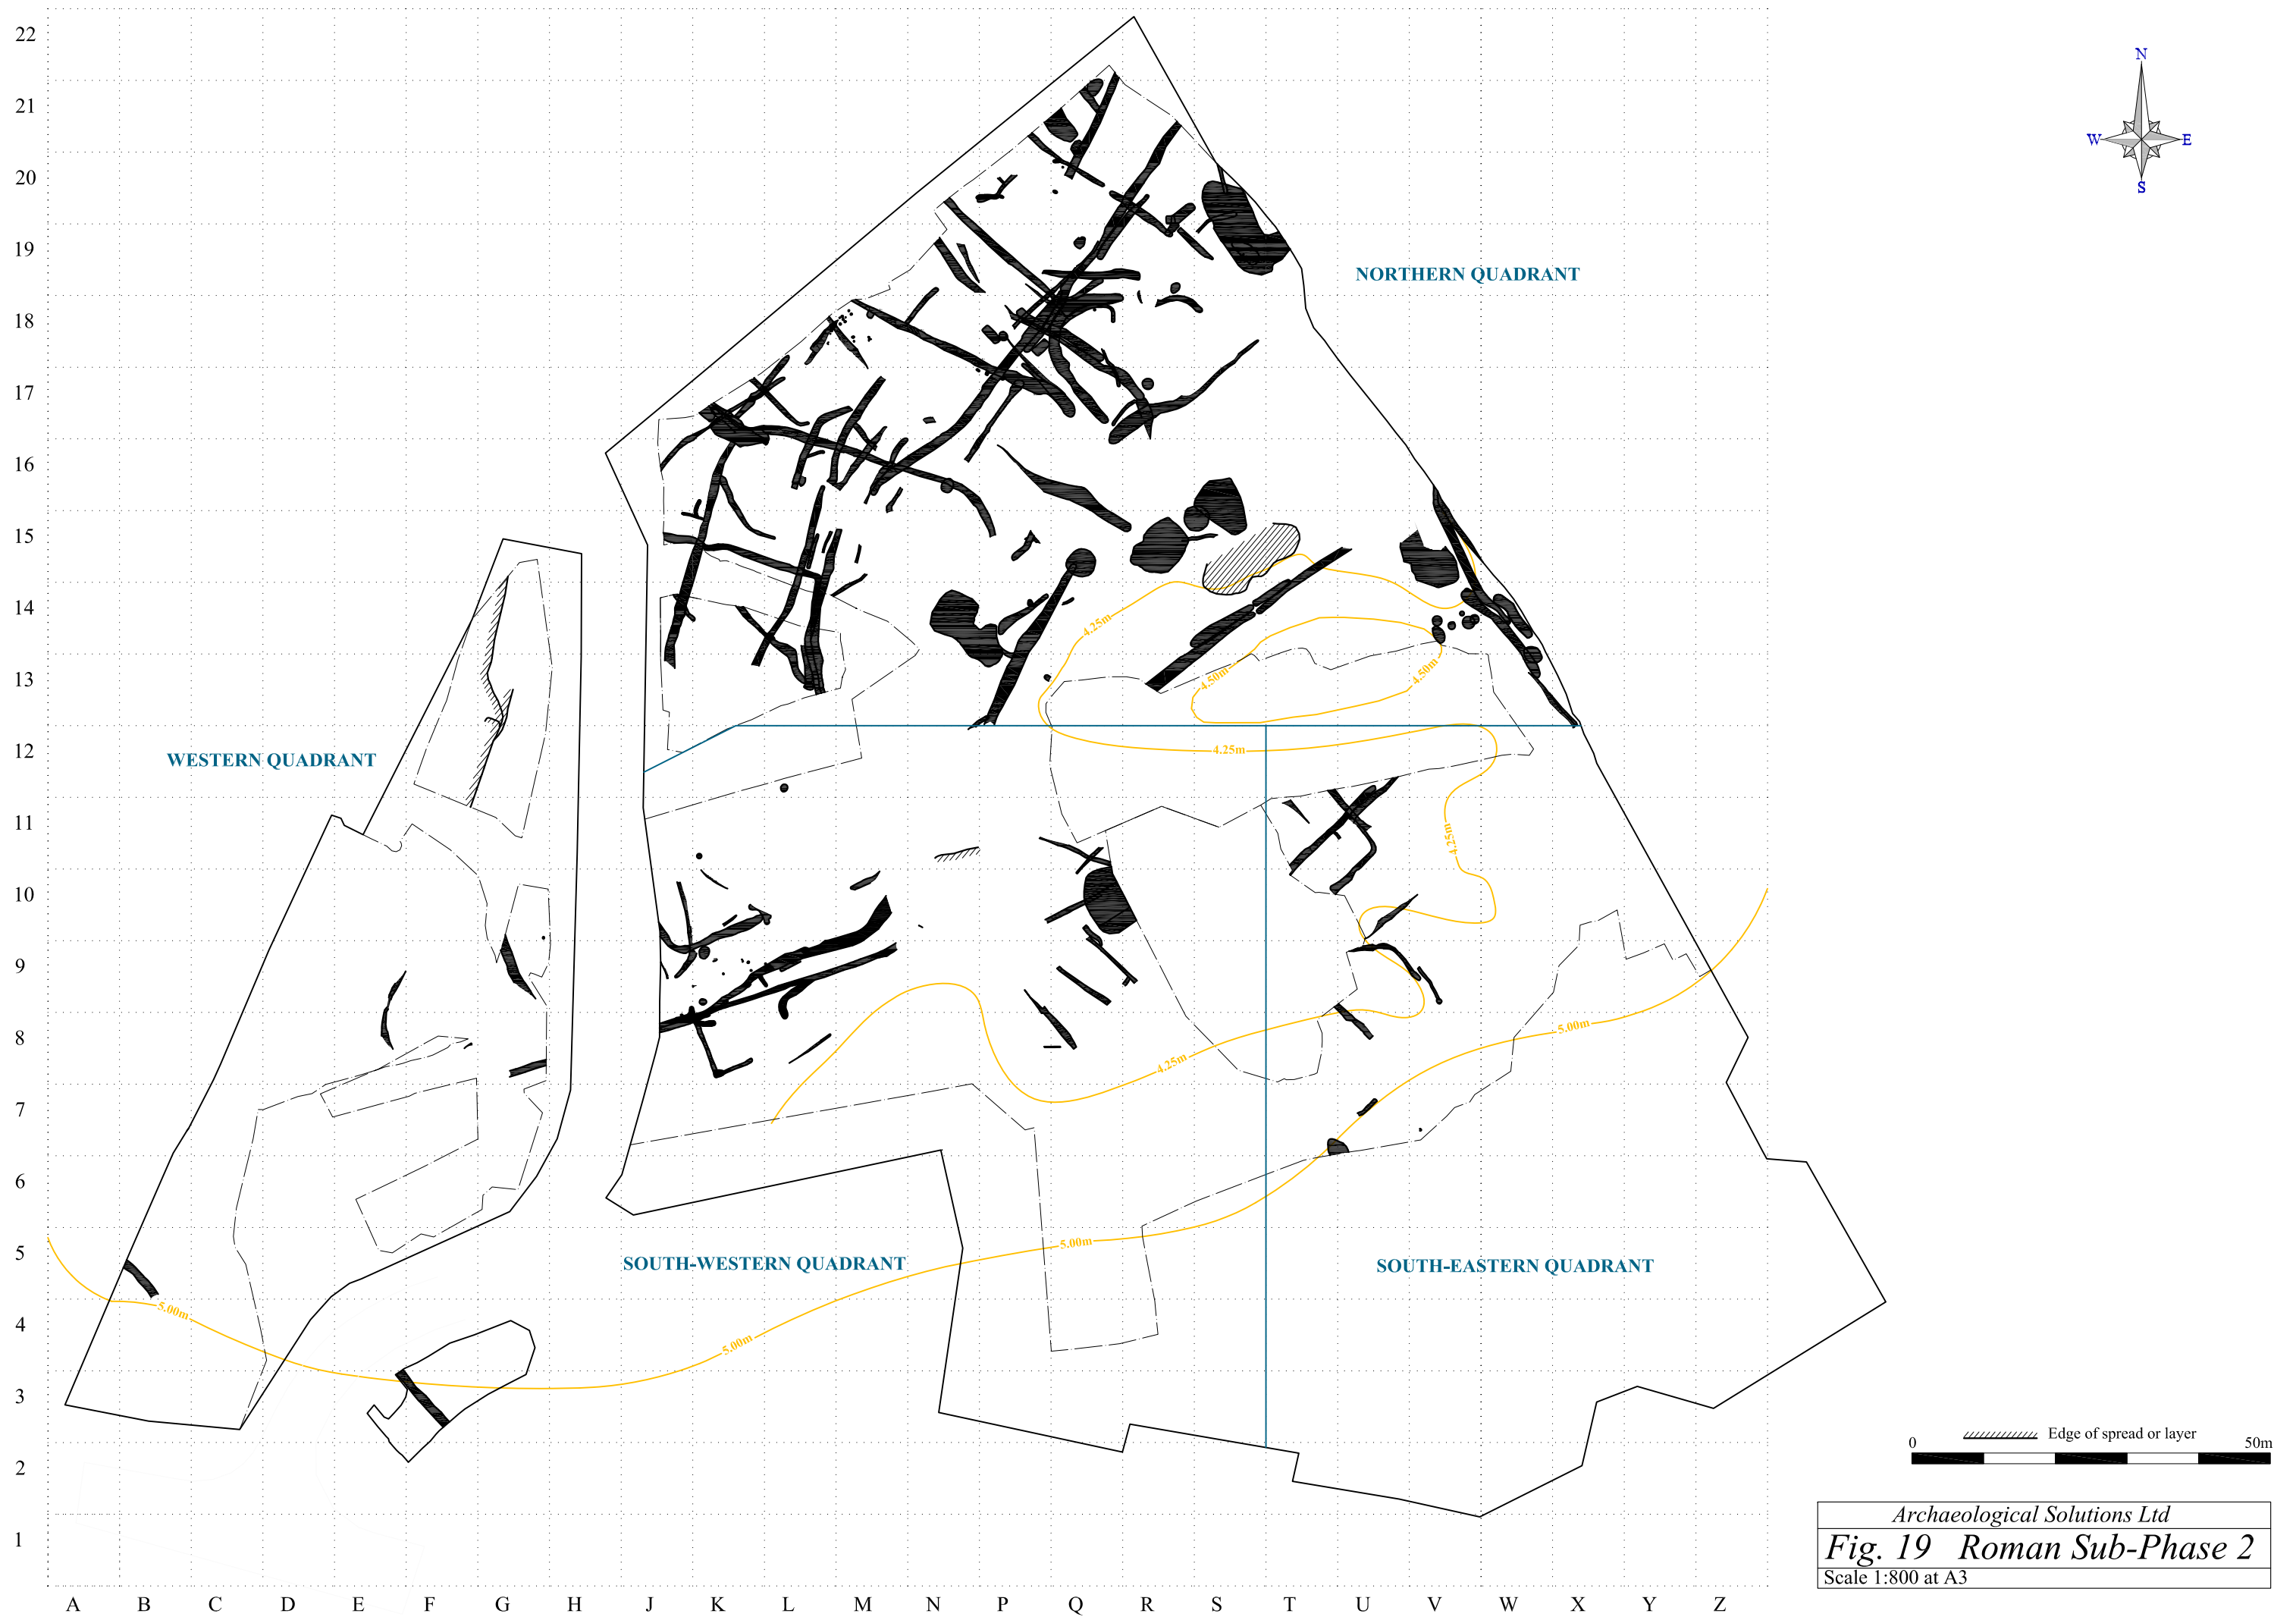 22
21
20
19
18
17
16
15
14
13
12
11
10
9
8
7
6
5
4
3
2
1
A B C D E F G H J K L M N P Q R S T U V W X Y Z
N
W E
S
NORTHERN QUADRANT
WESTERN QUADRANT
SOUTH-WESTERN QUADRANT
SOUTH-EASTERN QUADRANT
4.25m
4.50m
4.50m
4.25m
4.25m
4.25m
5.00m
5.00m
5.00m
5.00m
Edge of spread or layer
0 50m
Archaeological Solutions Ltd
Fig. 19 Roman Sub-Phase 2
Scale 1:800 at A3